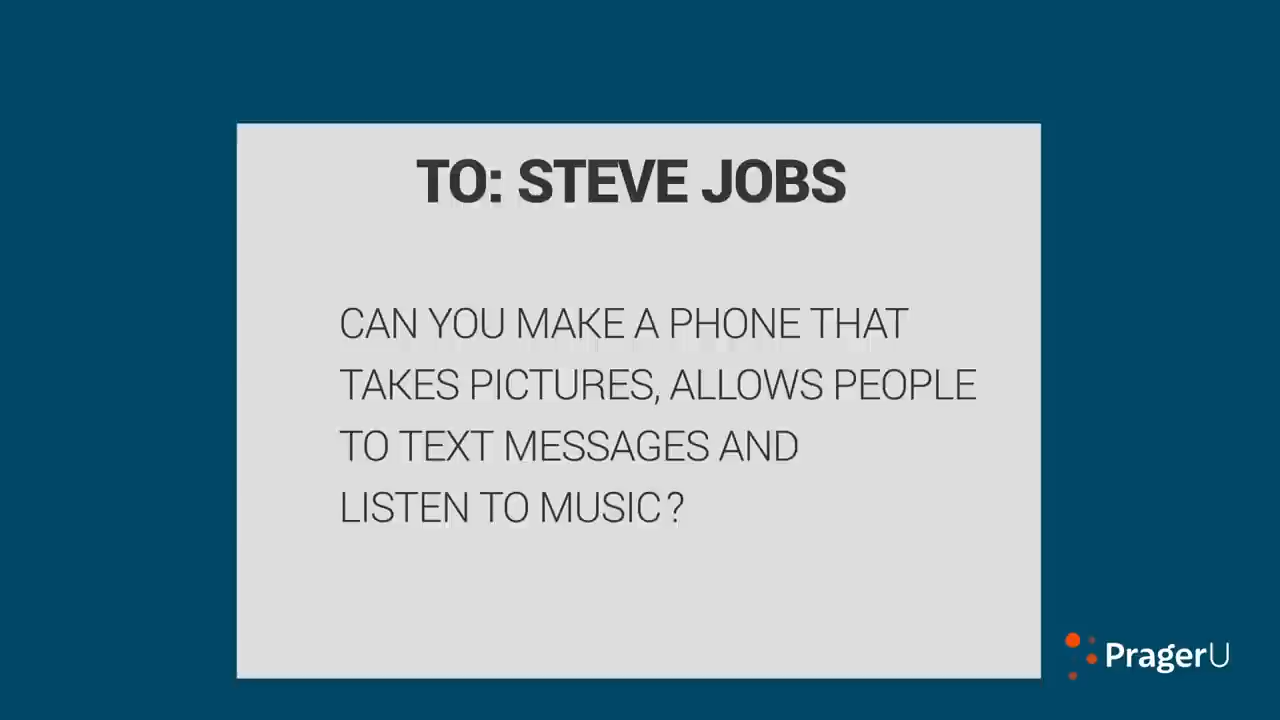 TO: STEVE JOBS
CAN YOU MAKE A PHONE THAT
TAKES PICTURES, ALLOWS PEOPLE
TO TEXT MESSAGES AND
LISTEN TO MUSIC?
PragerU